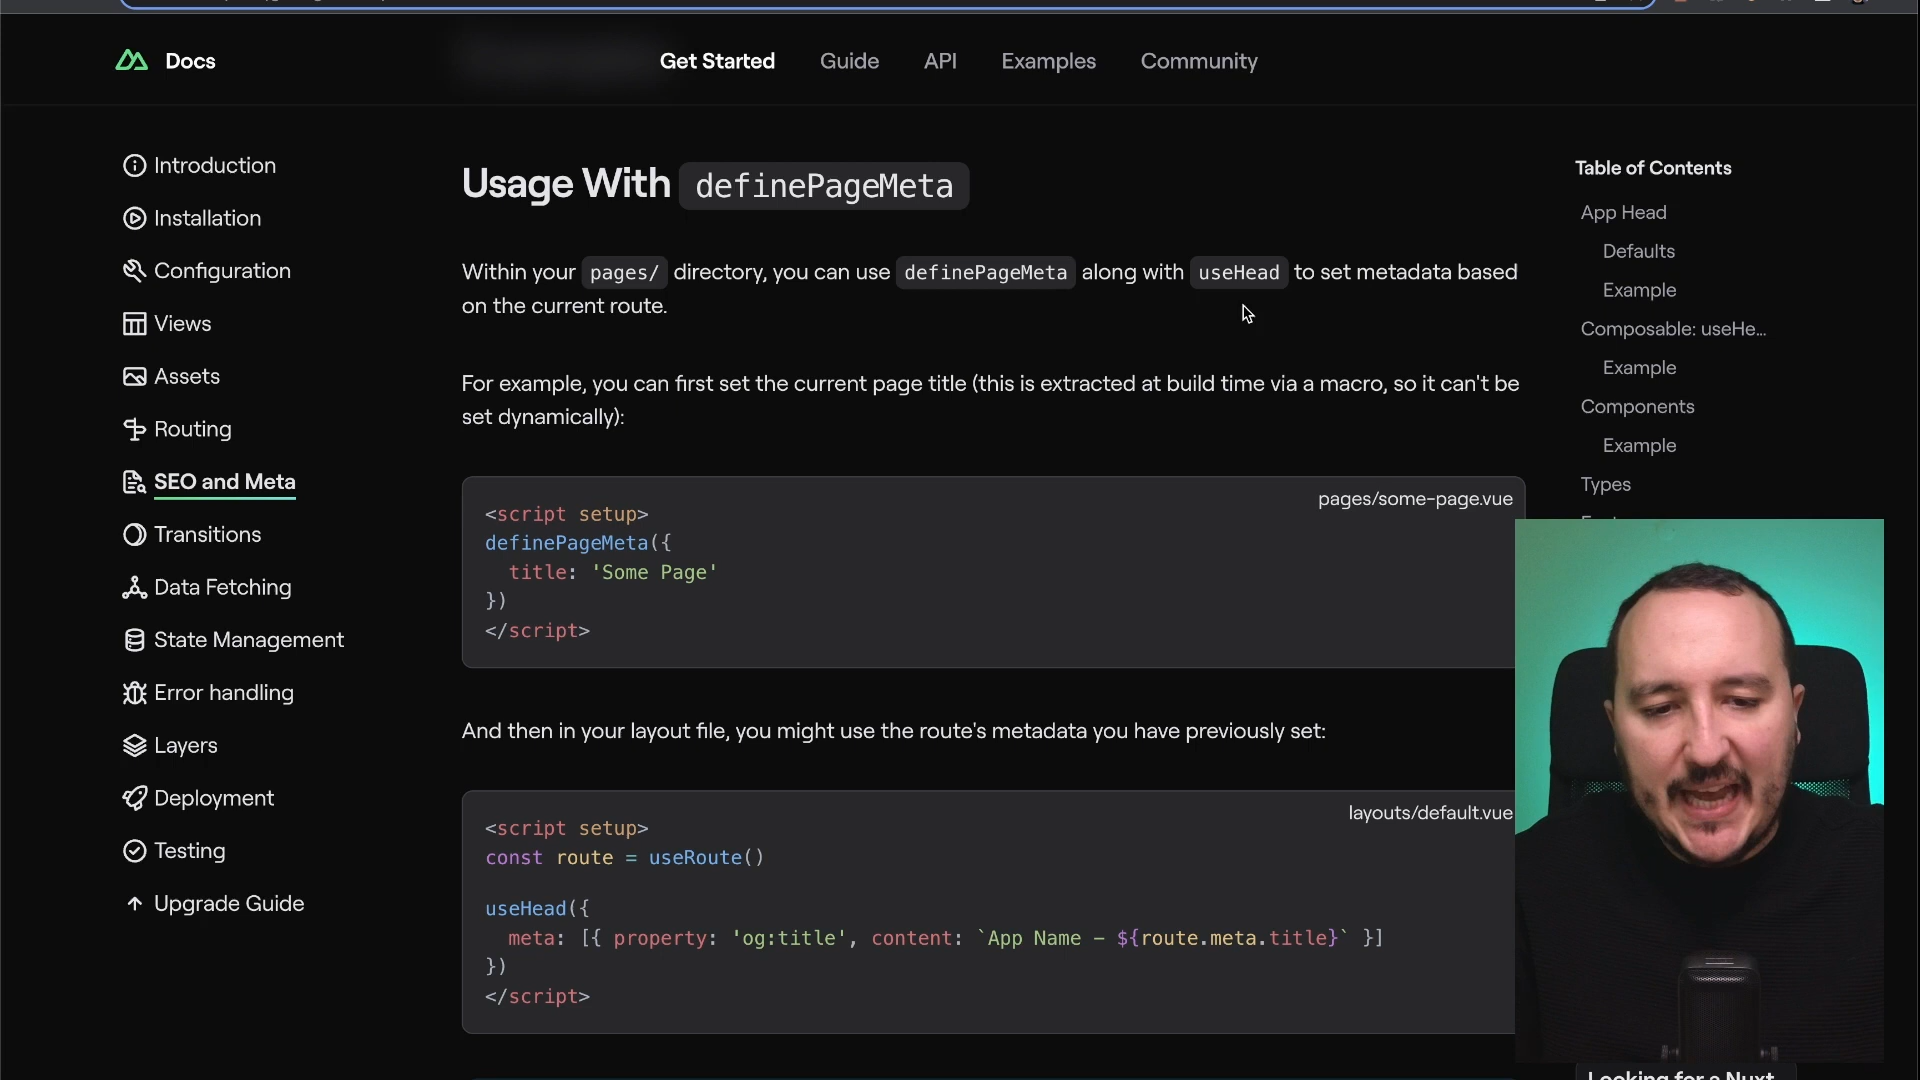 Docs
Get Started
Guide
API
Examples
Community
Introduction
Installation
Configuration
Views
Assets
Routing
SEO and Meta
Transitions
Data Fetching
State Management
Error handling
Layers
Deployment
Testing
Upgrade Guide
Usage With definePageMeta
Within your pages/ directory, you can use definePageMeta along with useHead to set metadata based
on the current route.
For example, you can first set the current page title (this is extracted at build time via a macro, so it can't be
set dynamically):
pages/some-page.vue
<script setup>
definePageMeta({
  title: 'Some Page'
})
</script>
And then in your layout file, you might use the route's metadata you have previously set:
layouts/default.vue
<script setup>
const route = useRoute()
useHead({
  meta: [{ property: 'og:title', content: `App Name - ${route.meta.title}` }]
})
</script>
Table of Contents
App Head
Defaults
Example
Composable: useHe...
Example
Components
Example
Types
Looking for a Nuxt